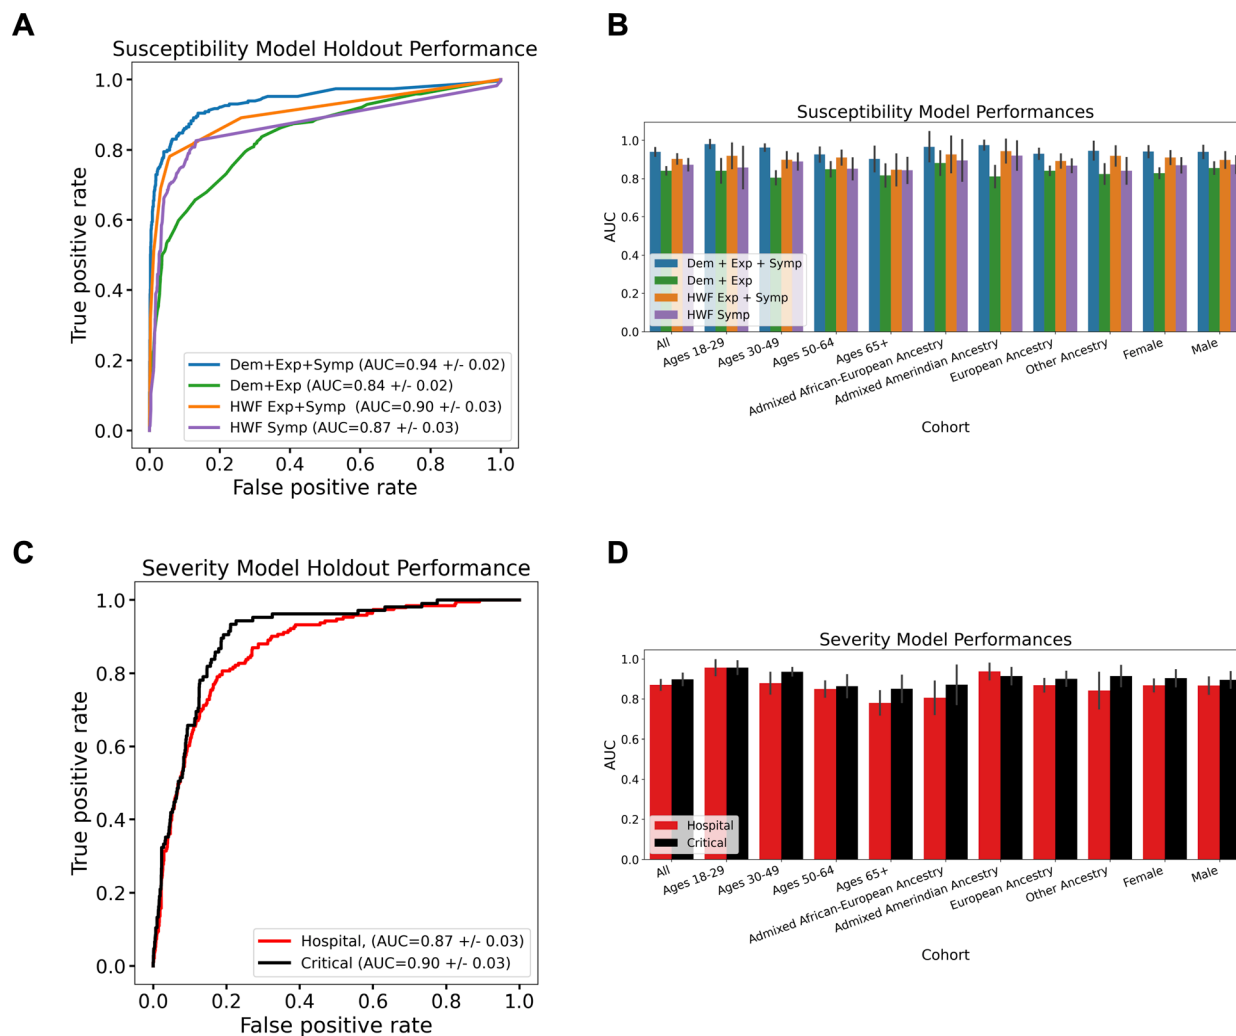 A
Susceptibility Model Holdout Performance
1.0
0.8
0.6
0.4
0.2
0.0
True positive rate
Dem+Exp+Symp (AUC=0.94 +/- 0.02)
Dem+Exp (AUC=0.84 +/- 0.02)
HWF Exp+Symp (AUC=0.90 +/- 0.03)
HWF Symp (AUC=0.87 +/- 0.03)
0.0 0.2 0.4 0.6 0.8 1.0
False positive rate
B
Susceptibility Model Performances
1.0
0.8
0.6
0.4
0.2
0.0
AUC
Dem + Exp + Symp
Dem + Exp
HWF Exp + Symp
HWF Symp
All
Ages 18-29
Ages 30-49
Ages 50-64
Ages 65+
Admixed African-European Ancestry
Admixed Amerindian Ancestry
European Ancestry
Other Ancestry
Female
Male
Cohort
C
Severity Model Holdout Performance
1.0
0.8
0.6
0.4
0.2
0.0
True positive rate
Hospital, (AUC=0.87 +/- 0.03)
Critical (AUC=0.90 +/- 0.03)
0.0 0.2 0.4 0.6 0.8 1.0
False positive rate
D
Severity Model Performances
1.0
0.8
0.6
0.4
0.2
0.0
AUC
Hospital
Critical
All
Ages 18-29
Ages 30-49
Ages 50-64
Ages 65+
Admixed African-European Ancestry
Admixed Amerindian Ancestry
European Ancestry
Other Ancestry
Female
Male
Cohort